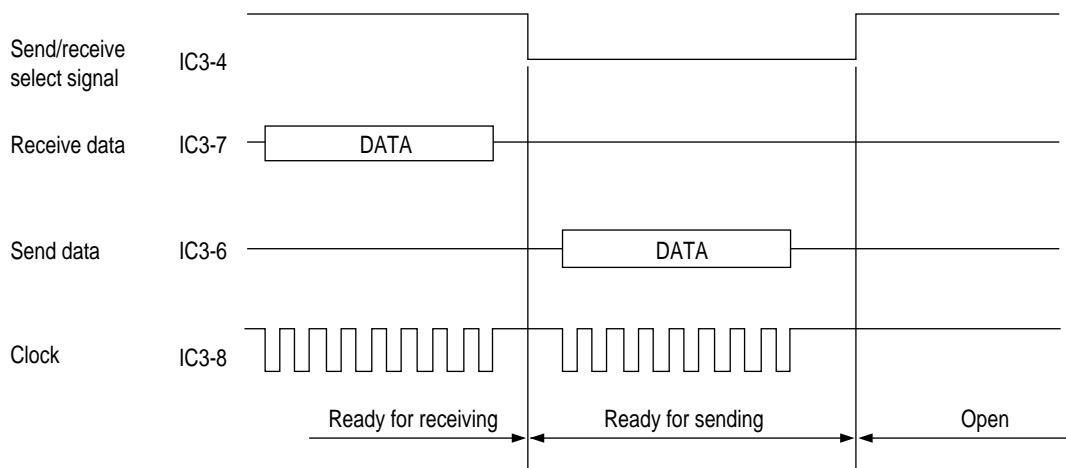 Send/receive
select signal
IC3-4
Receive data
IC3-7
DATA
Send data
IC3-6
DATA
Clock
IC3-8
Ready for receiving
Ready for sending
Open